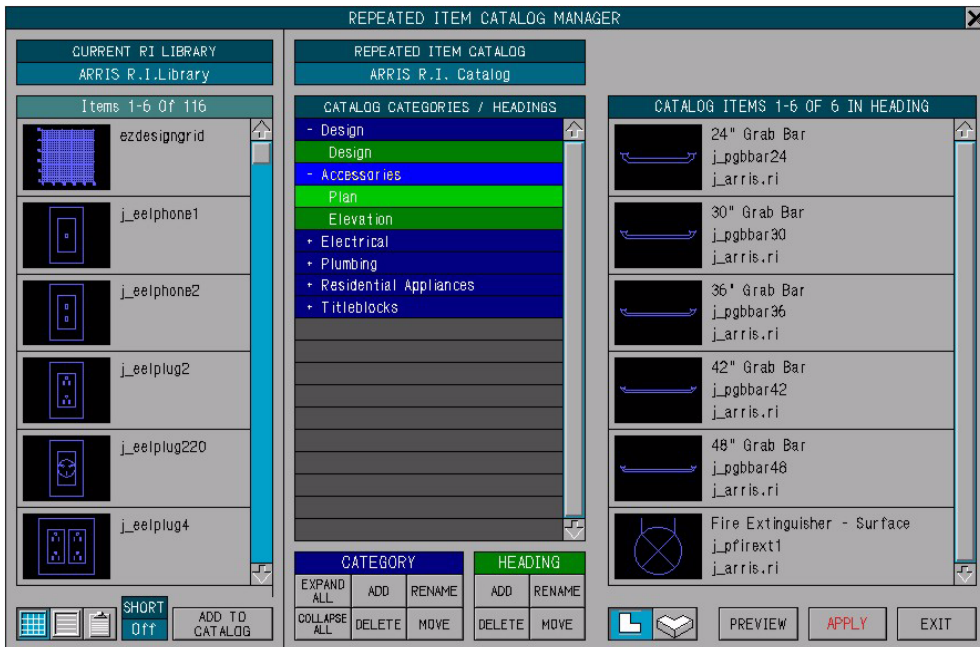 REPEATED ITEM CATALOG MANAGER
CURRENT RI LIBRARY
ARRIS R.I.Library
Items 1-6 Of 116
ezdesigngrid
j_eelphone1
j_eelphone2
j_eelplug2
j_eelplug220
j_eelplug4
SHORT
Off
ADD TO
CATALOG
REPEATED ITEM CATALOG
ARRIS R.I. Catalog
CATALOG CATEGORIES / HEADINGS
- Design
Design
- Accessories
Plan
Elevation
+ Electrical
+ Plumbing
+ Residential Appliances
+ Titleblocks
CATEGORY
EXPAND
ALL
ADD
RENAME
COLLAPSE
ALL
DELETE
MOVE
HEADING
ADD
RENAME
DELETE
MOVE
CATALOG ITEMS 1-6 OF 6 IN HEADING
24" Grab Bar
j_pgbbar24
j_arris.ri
30" Grab Bar
j_pgbbar30
j_arris.ri
36" Grab Bar
j_pgbbar36
j_arris.ri
42" Grab Bar
j_pgbbar42
j_arris.ri
48" Grab Bar
j_pgbbar48
j_arris.ri
Fire Extinguisher - Surface
j_pfirext1
j_arris.ri
PREVIEW
APPLY
EXIT